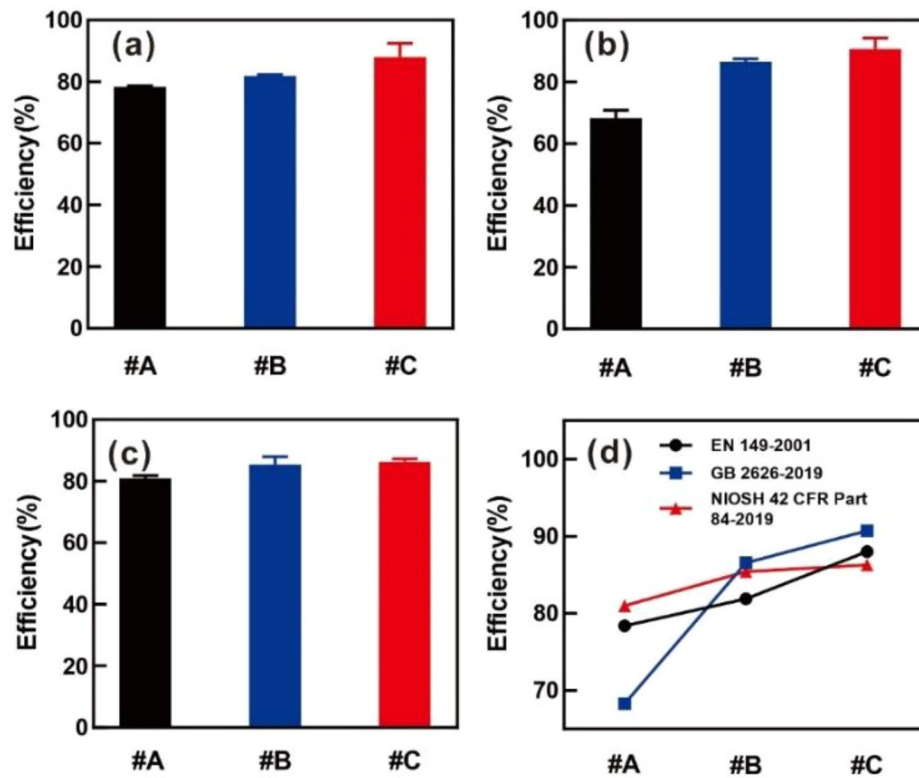 (a)
Efficiency(%)
100
80
60
40
20
0
#A #B #C
(b)
Efficiency(%)
100
80
60
40
20
0
#A #B #C
(c)
Efficiency(%)
100
80
60
40
20
0
#A #B #C
(d)
EN 149-2001
GB 2626-2019
NIOSH 42 CFR Part
84-2019
Efficiency(%)
100
90
80
70
#A #B #C